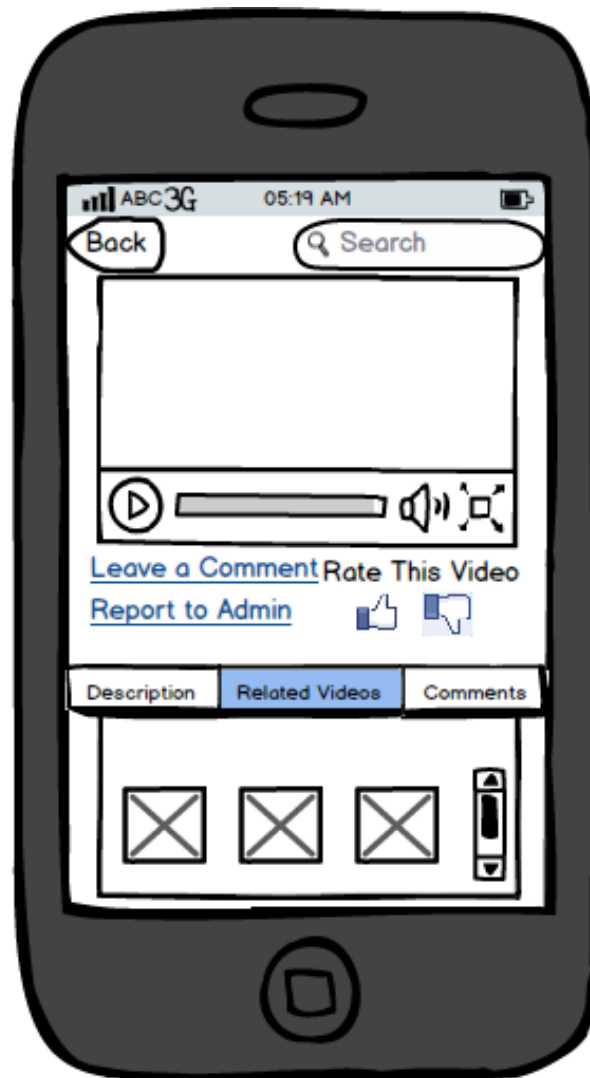 ABC 3G 05:19 AM
Back Search
Leave a Comment Rate This Video
Report to Admin
Description Related Videos Comments